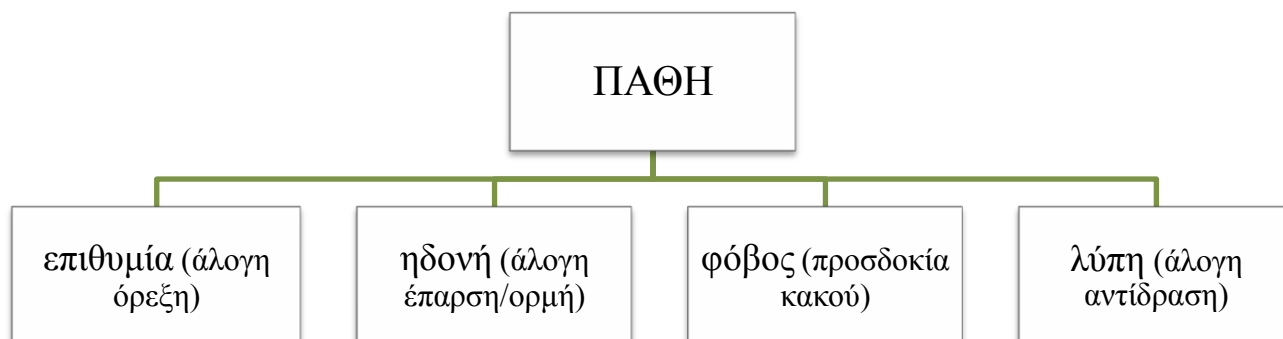 ΠΑΘΗ
επιθυμία (άλογη
όρεξη)
ηδονή (άλογη
έπαρση/ορμή)
φόβος (προσδοκία
κακού)
λύπη (άλογη
αντίδραση)